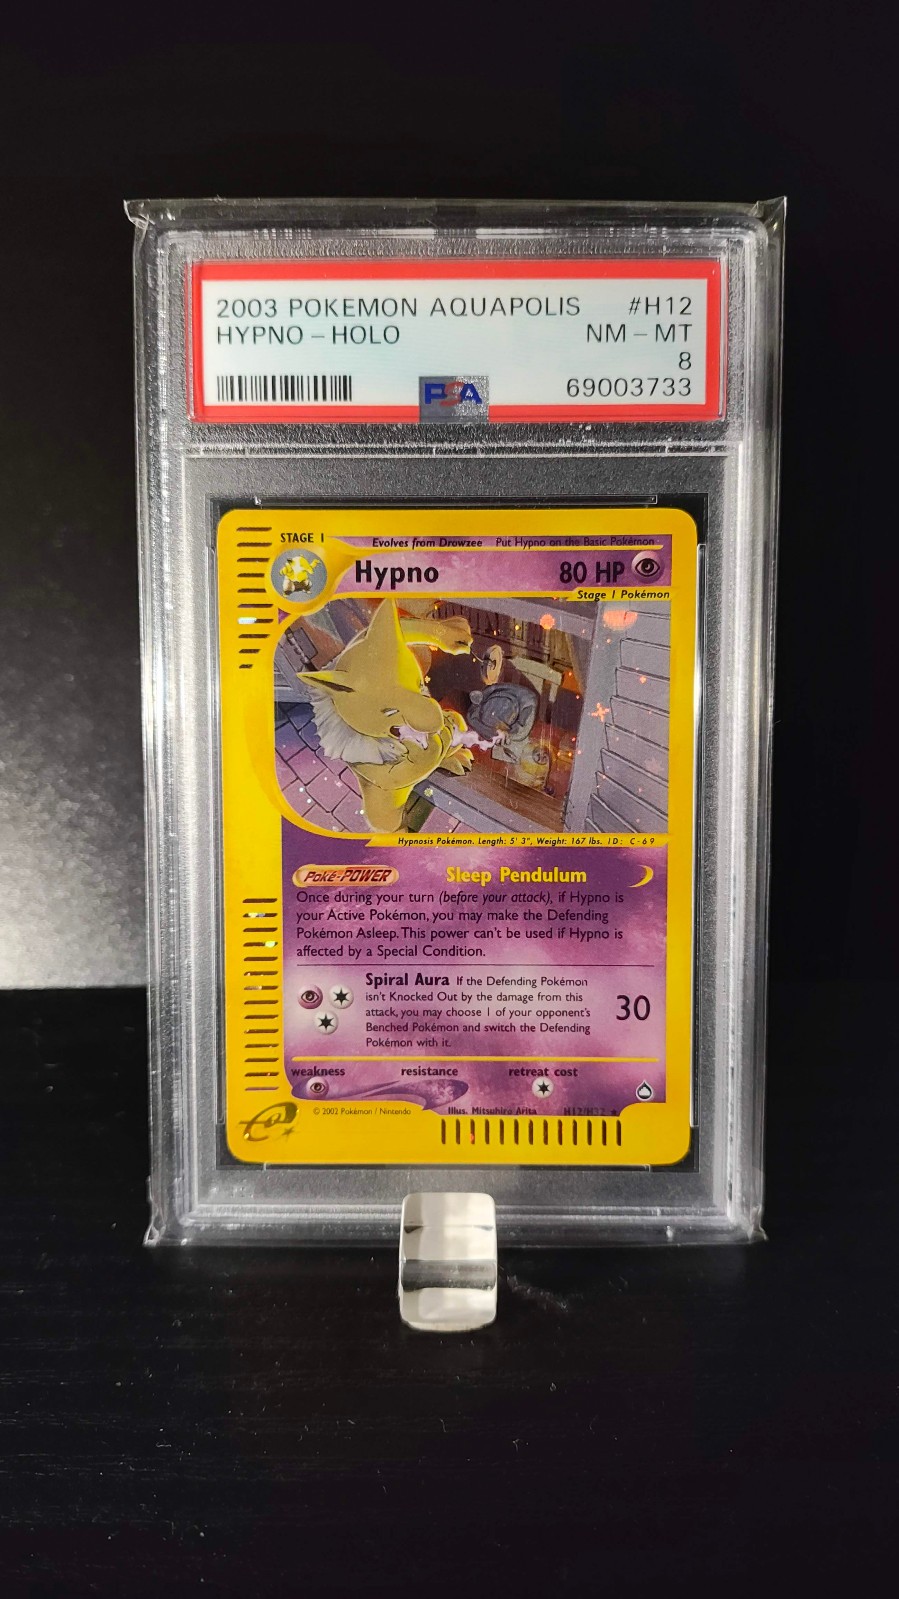 2003 POKEMON AQUAPOLIS #H12
HYPNO - HOLO NM - MT
8
PSA 69003733
STAGE 1 Evolves from Drowzee Put Hypno on the Basic Pokémon
Hypno 80 HP
Stage 1 Pokémon
Hypnosis Pokémon. Length: 5' 3", Weight: 167 lbs. ID: C-69
Poké-POWER Sleep Pendulum
Once during your turn (before your attack), if Hypno is
your Active Pokémon, you may make the Defending
Pokémon Asleep. This power can't be used if Hypno is
affected by a Special Condition.
Spiral Aura If the Defending Pokémon
isn't Knocked Out by the damage from this
attack, you may choose 1 of your opponent's
Benched Pokémon and switch the Defending
Pokémon with it.
30
weakness resistance retreat cost
© 2002 Pokémon / Nintendo Illus. Mitsuhiro Arita H12/H32
e